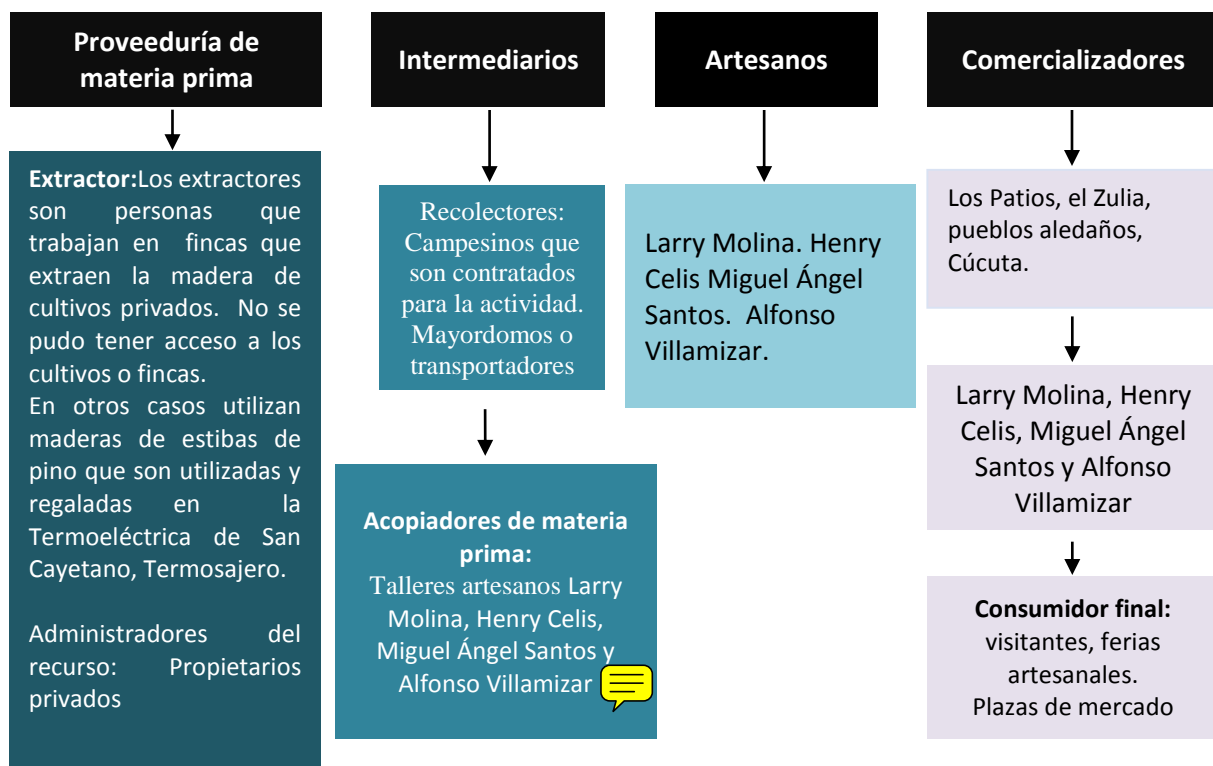 Proveeduría de
materia prima
Extractor:Los extractores
son personas que
trabajan en fincas que
extraen la madera de
cultivos privados. No se
pudo tener acceso a los
cultivos o fincas.
En otros casos utilizan
maderas de estibas de
pino que son utilizadas y
regaladas en la
Termoeléctrica de San
Cayetano, Termosajero.
Administradores del
recurso: Propietarios
privados
Intermediarios
Recolectores:
Campesinos que
son contratados
para la actividad.
Mayordomos o
transportadores
Acopiadores de materia
prima:
Talleres artesanos Larry
Molina, Henry Celis,
Miguel Ángel Santos y
Alfonso Villamizar
Artesanos
Larry Molina. Henry
Celis Miguel Ángel
Santos. Alfonso
Villamizar.
Comercializadores
Los Patios, el Zulia,
pueblos aledaños,
Cúcuta.
Larry Molina, Henry
Celis, Miguel Ángel
Santos y Alfonso
Villamizar
Consumidor final:
visitantes, ferias
artesanales.
Plazas de mercado